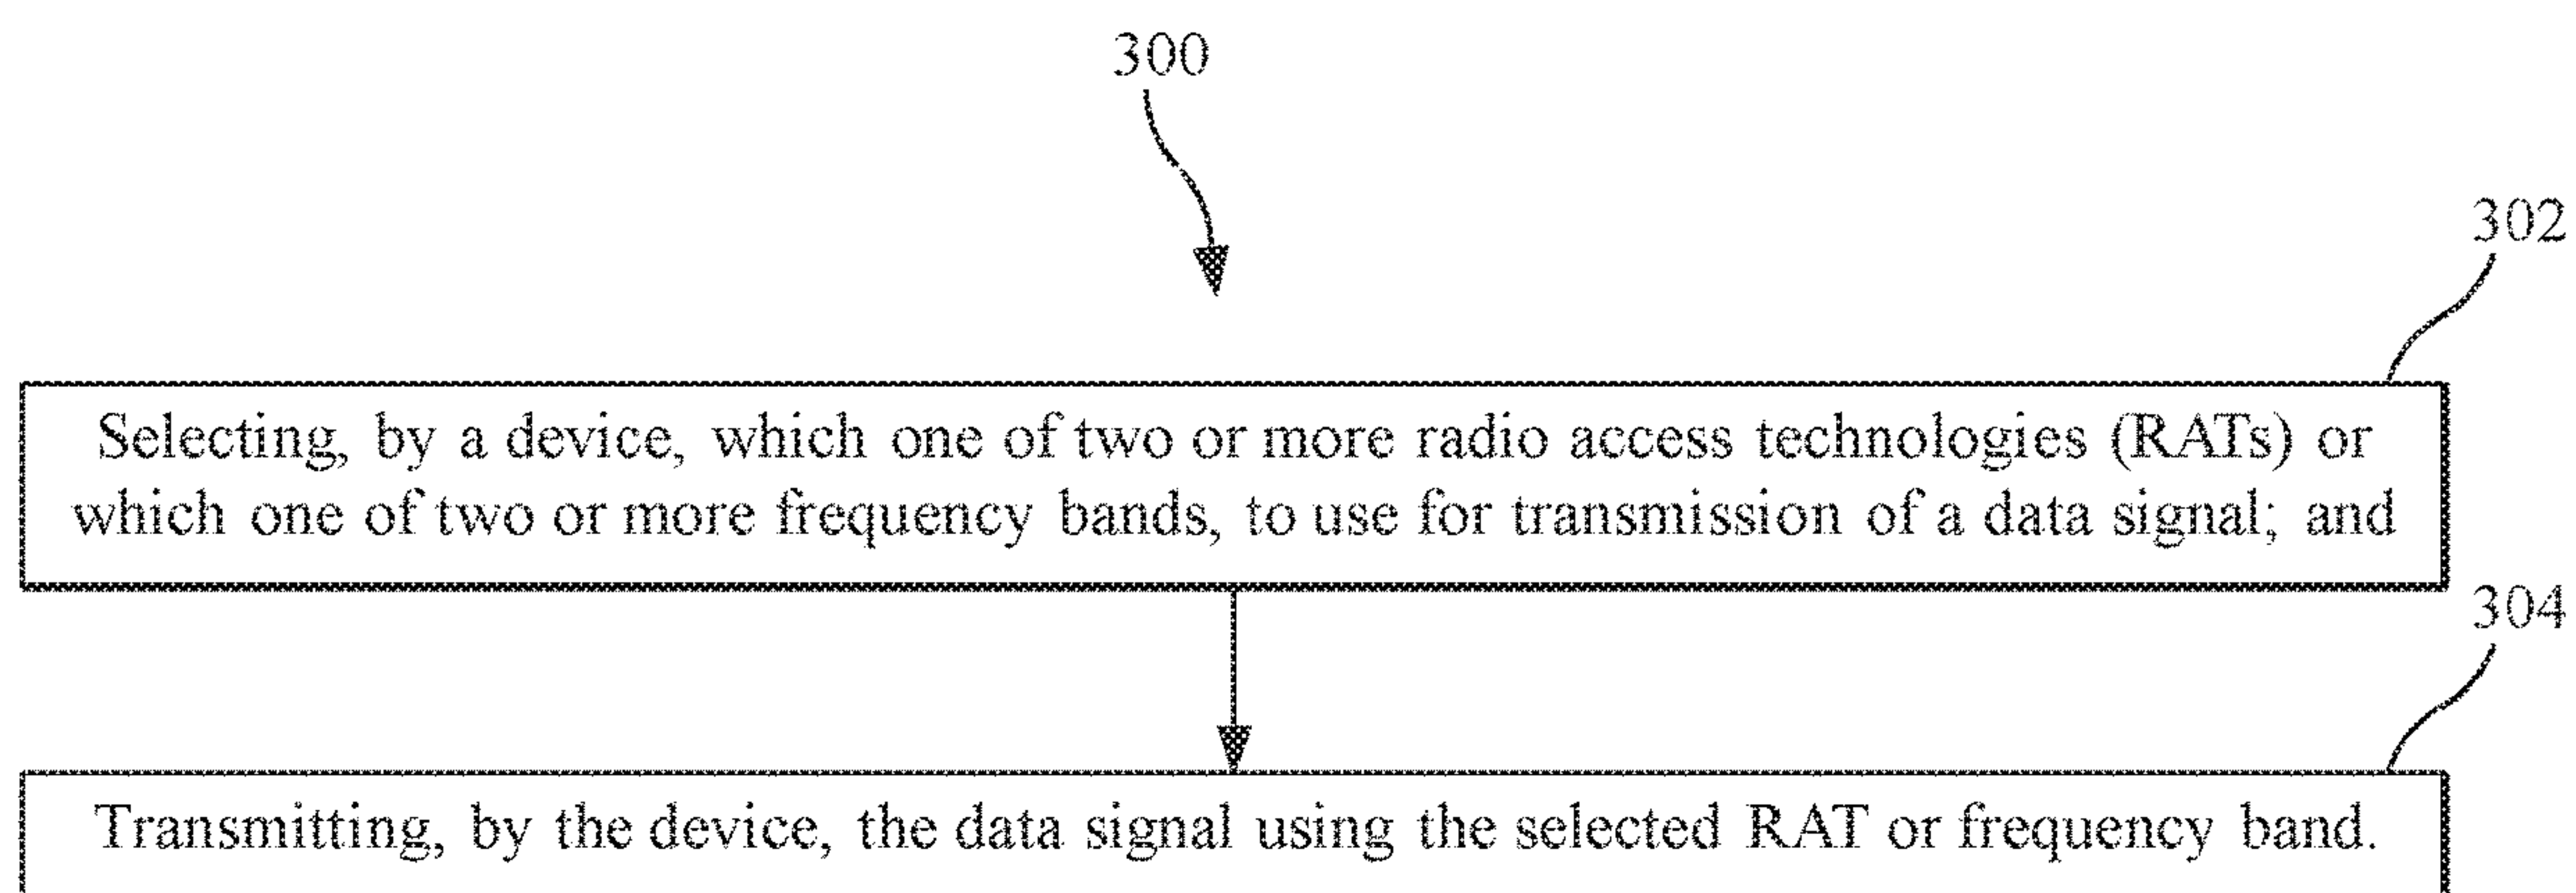 300
302
Selecting, by a device, which one of two or more radio access technologies (RATs) or
which one of two or more frequency bands, to use for transmission of a data signal; and
304
Transmitting, by the device, the data signal using the selected RAT or frequency band.